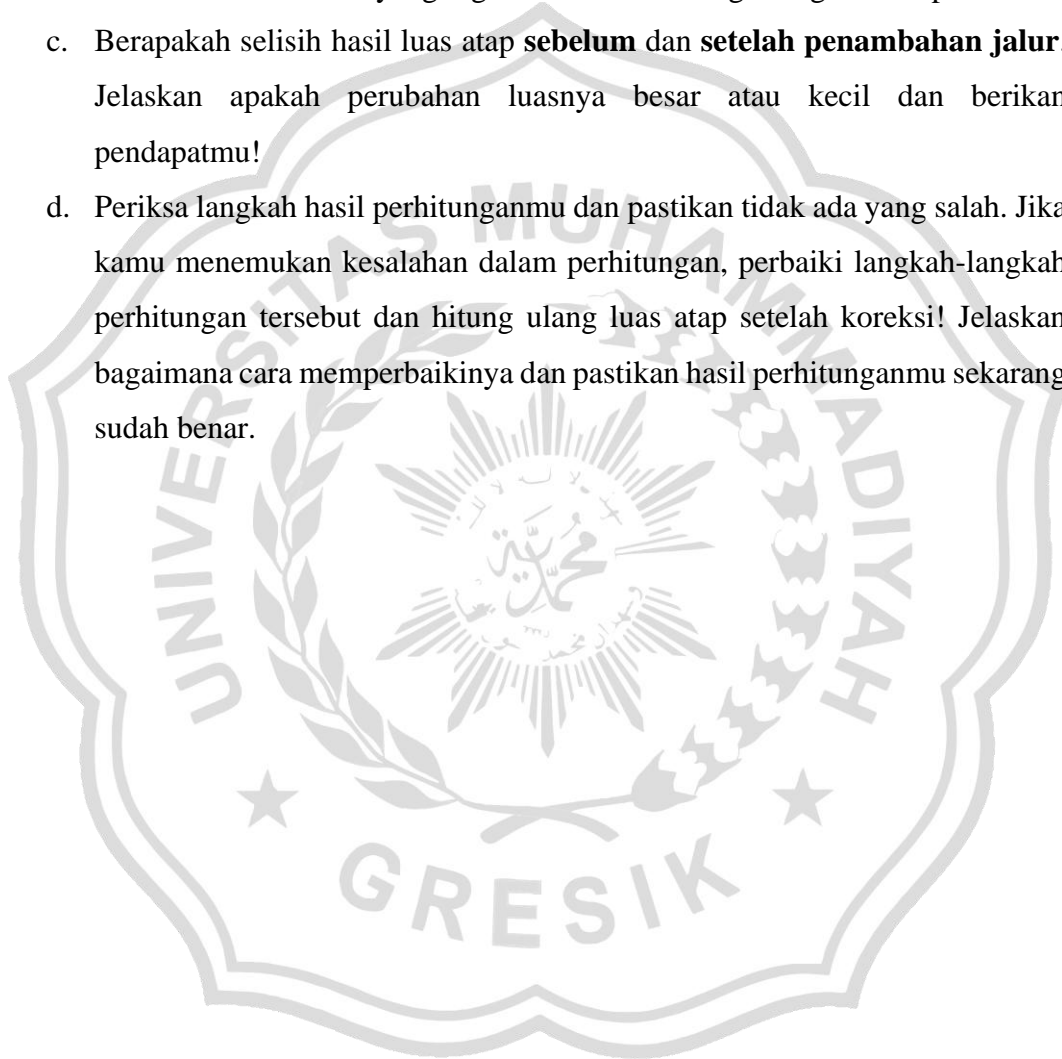 c. Berapakah selisih hasil luas atap sebelum dan setelah penambahan jalur.
Jelaskan apakah perubahan luasnya besar atau kecil dan berikan
pendapatmu!
d. Periksa langkah hasil perhitunganmu dan pastikan tidak ada yang salah. Jika
kamu menemukan kesalahan dalam perhitungan, perbaiki langkah-langkah
perhitungan tersebut dan hitung ulang luas atap setelah koreksi! Jelaskan
bagaimana cara memperbaikinya dan pastikan hasil perhitunganmu sekarang
sudah benar.
UNIVERSITAS MUHAMMADIYAH
GRESIK